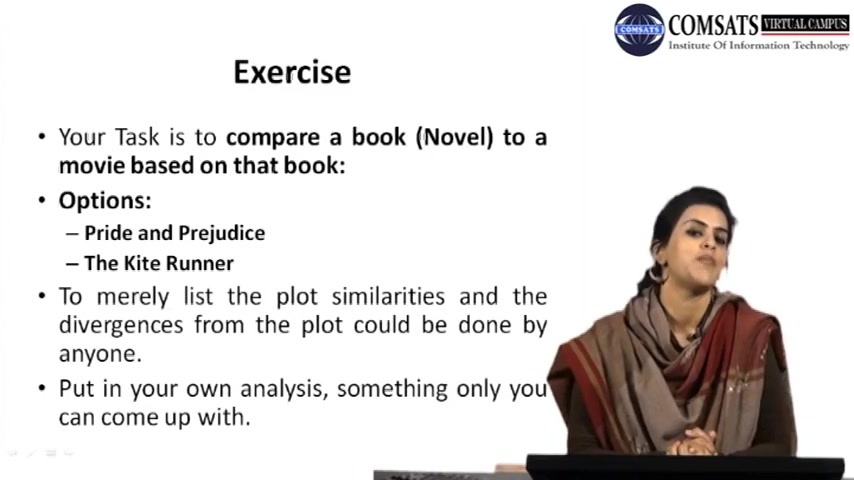 COMSATS VIRTUAL CAMPUS
Institute Of Information Technology
COMSATS
Exercise
• Your Task is to compare a book (Novel) to a
movie based on that book:
• Options:
– Pride and Prejudice
– The Kite Runner
• To merely list the plot similarities and the
divergences from the plot could be done by
anyone.
• Put in your own analysis, something only you
can come up with.